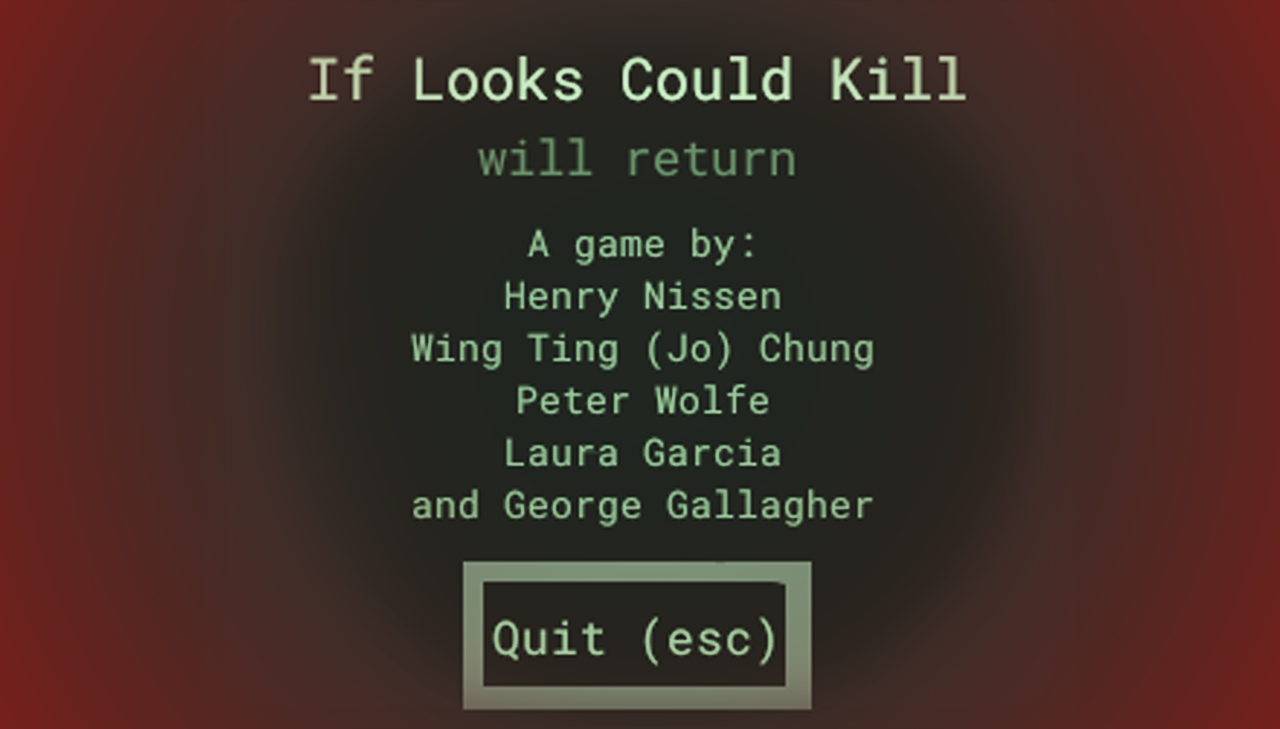 If Looks Could Kill
will return
A game by:
Henry Nissen
Wing Ting (Jo) Chung
Peter Wolfe
Laura Garcia
and George Gallagher
Quit (esc)